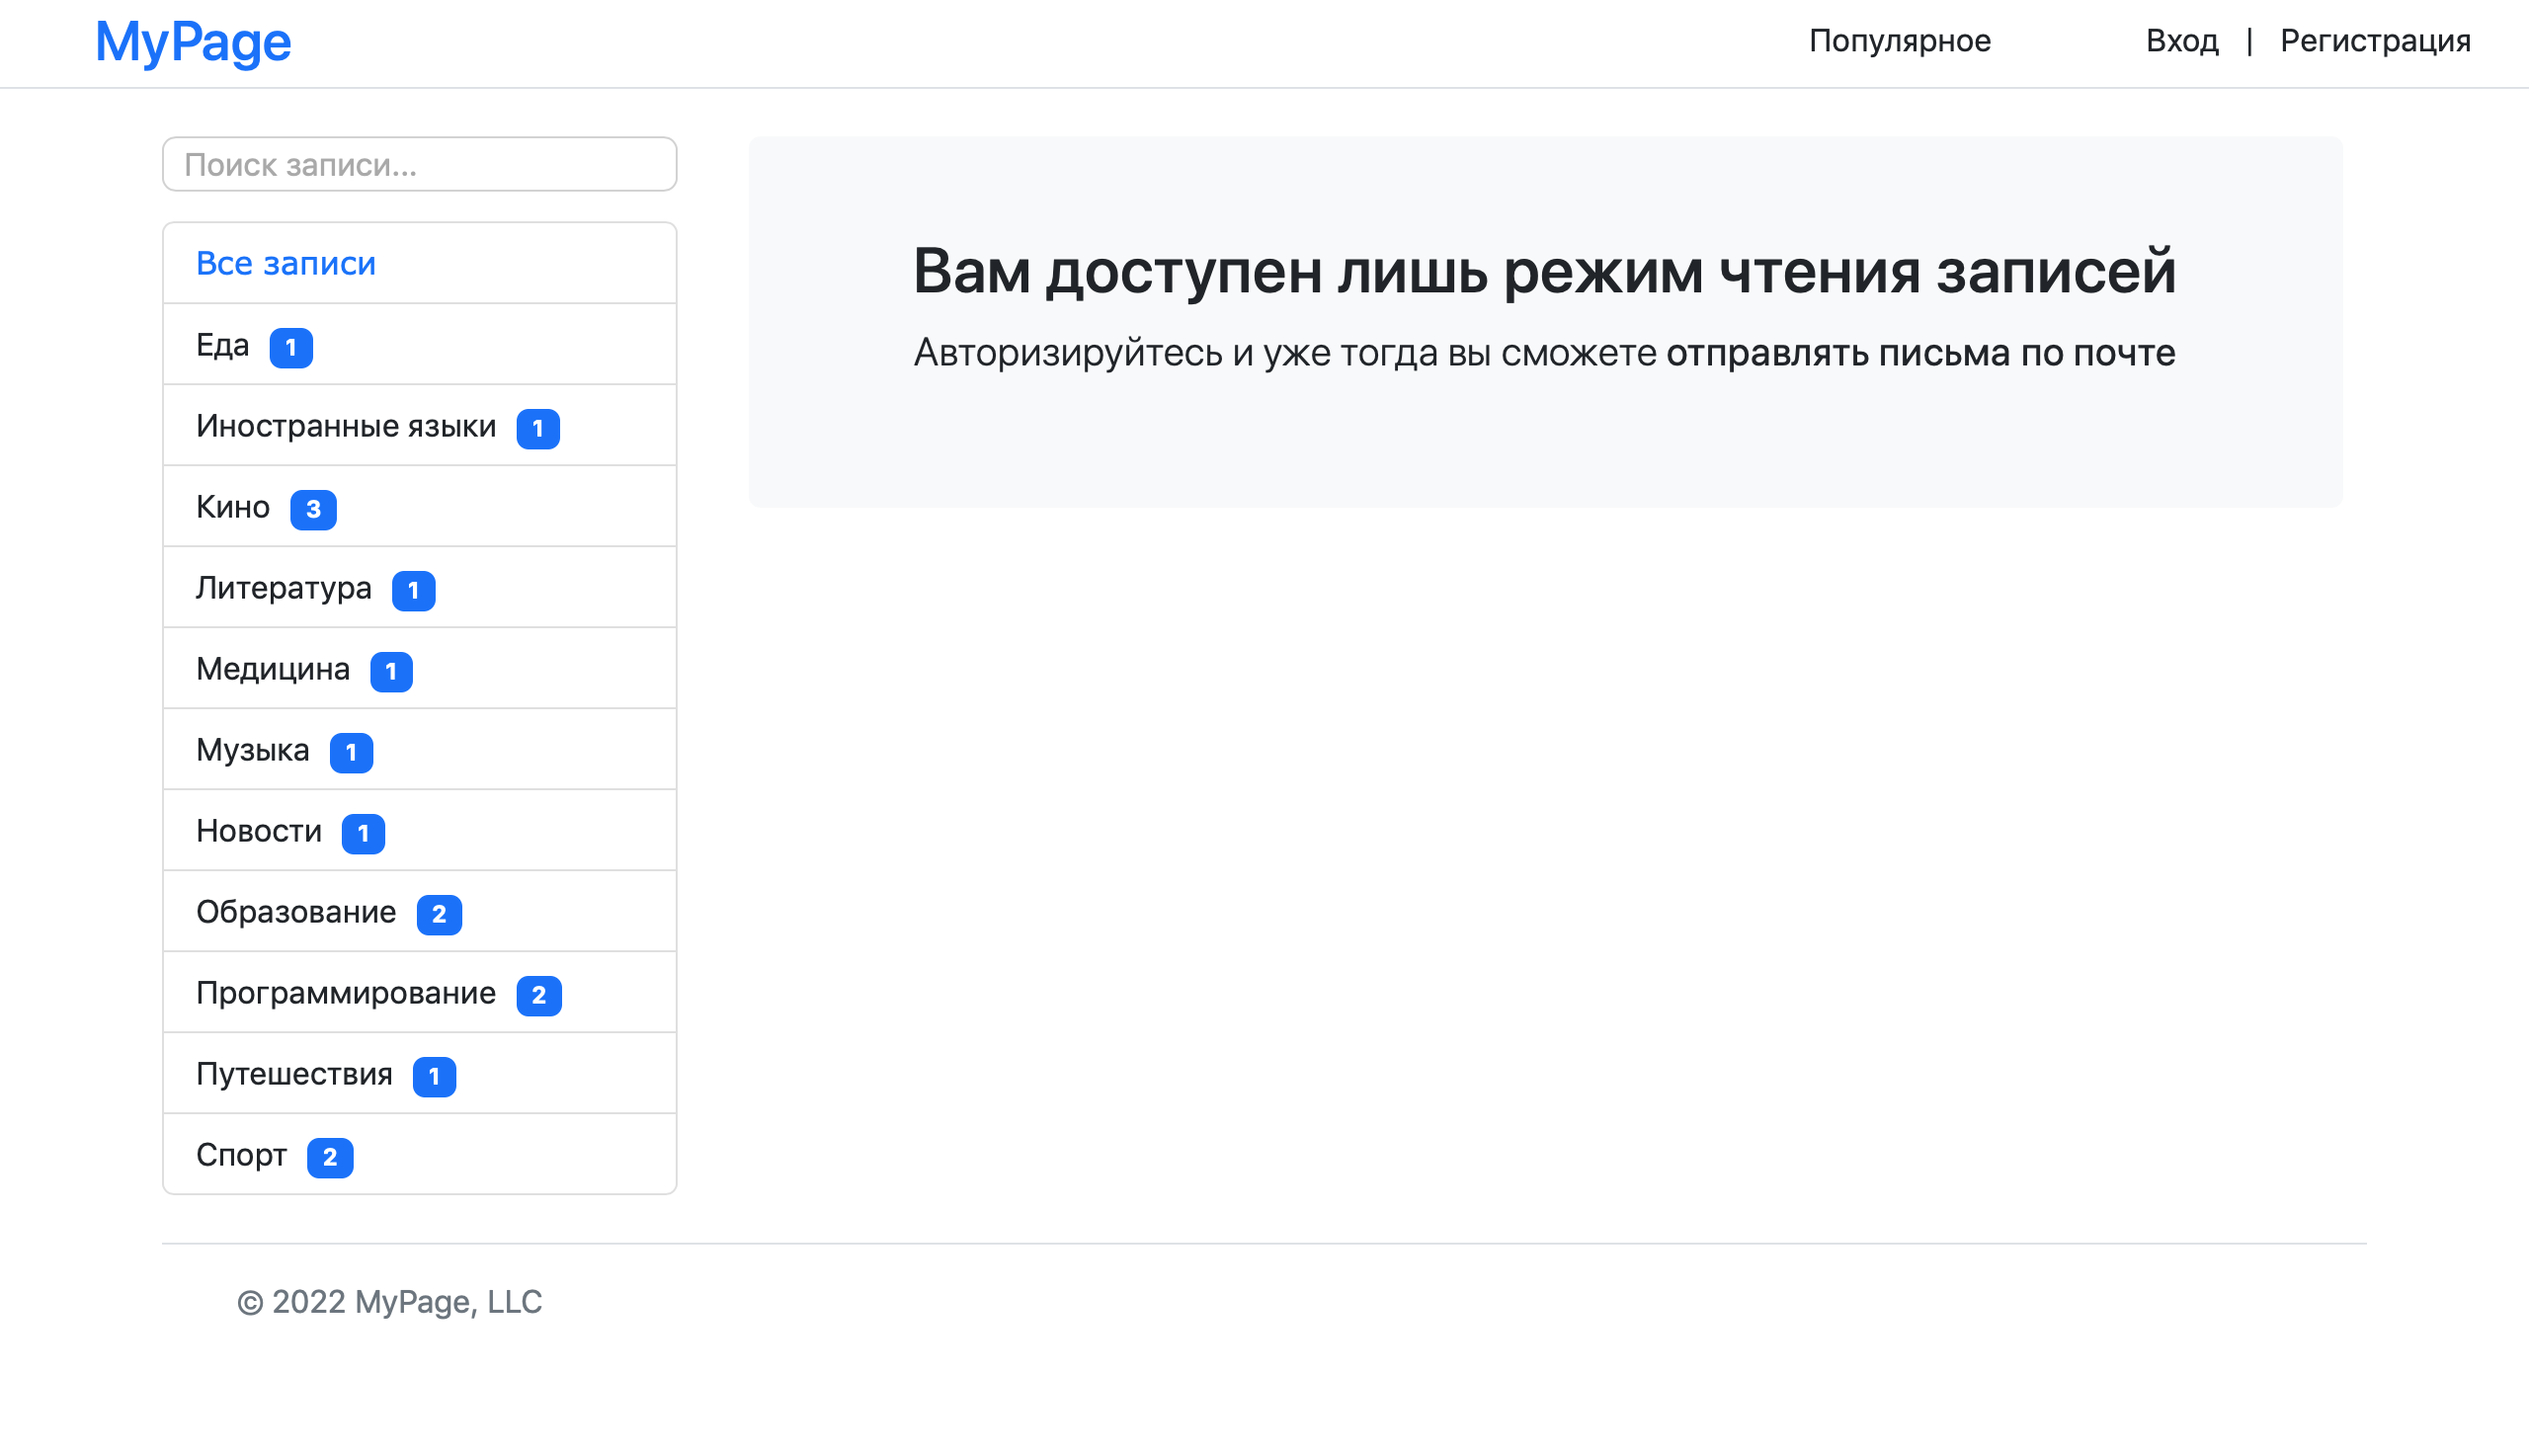 MyPage
Популярное
Вход | Регистрация
Поиск записи...
Все записи
Еда 1
Иностранные языки 1
Кино 3
Литература 1
Медицина 1
Музыка 1
Новости 1
Образование 2
Программирование 2
Путешествия 1
Спорт 2
Вам доступен лишь режим чтения записей
Авторизируйтесь и уже тогда вы сможете отправлять письма по почте
© 2022 MyPage, LLC